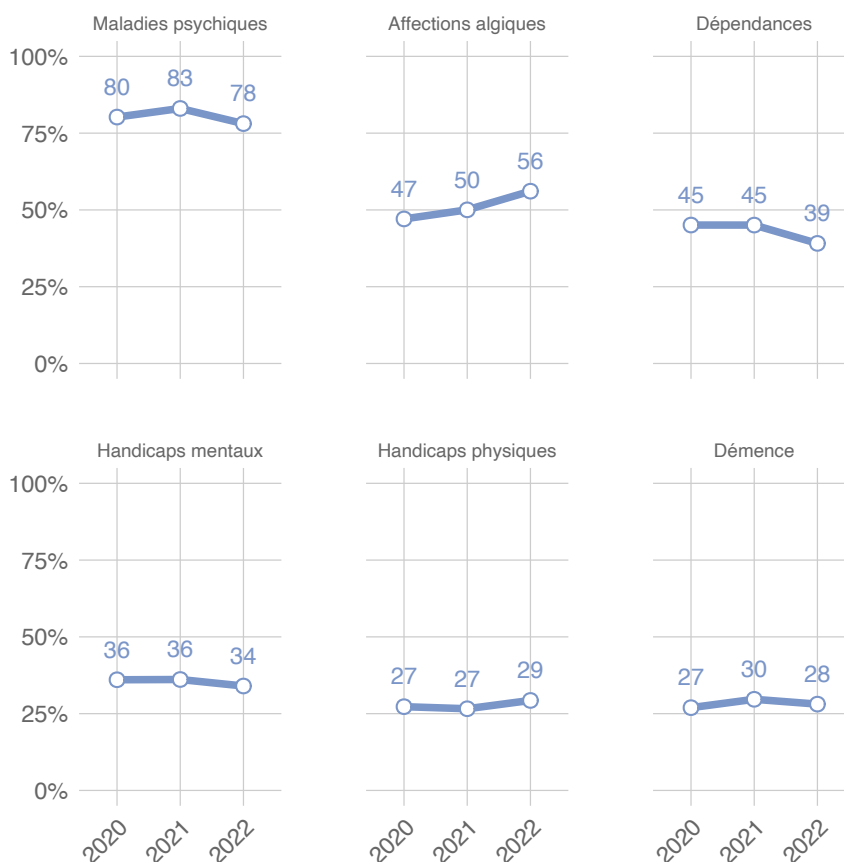 Maladies psychiques Affections algiques Dépendances
100%
80 83 78
75%
47 50 56
45 45 39
50%
25%
0%
Handicaps mentaux Handicaps physiques Démence
100%
75%
50%
36 36 34
27 27 29
27 30 28
25%
0%
2020 2021 2022 2020 2021 2022 2020 2021 2022